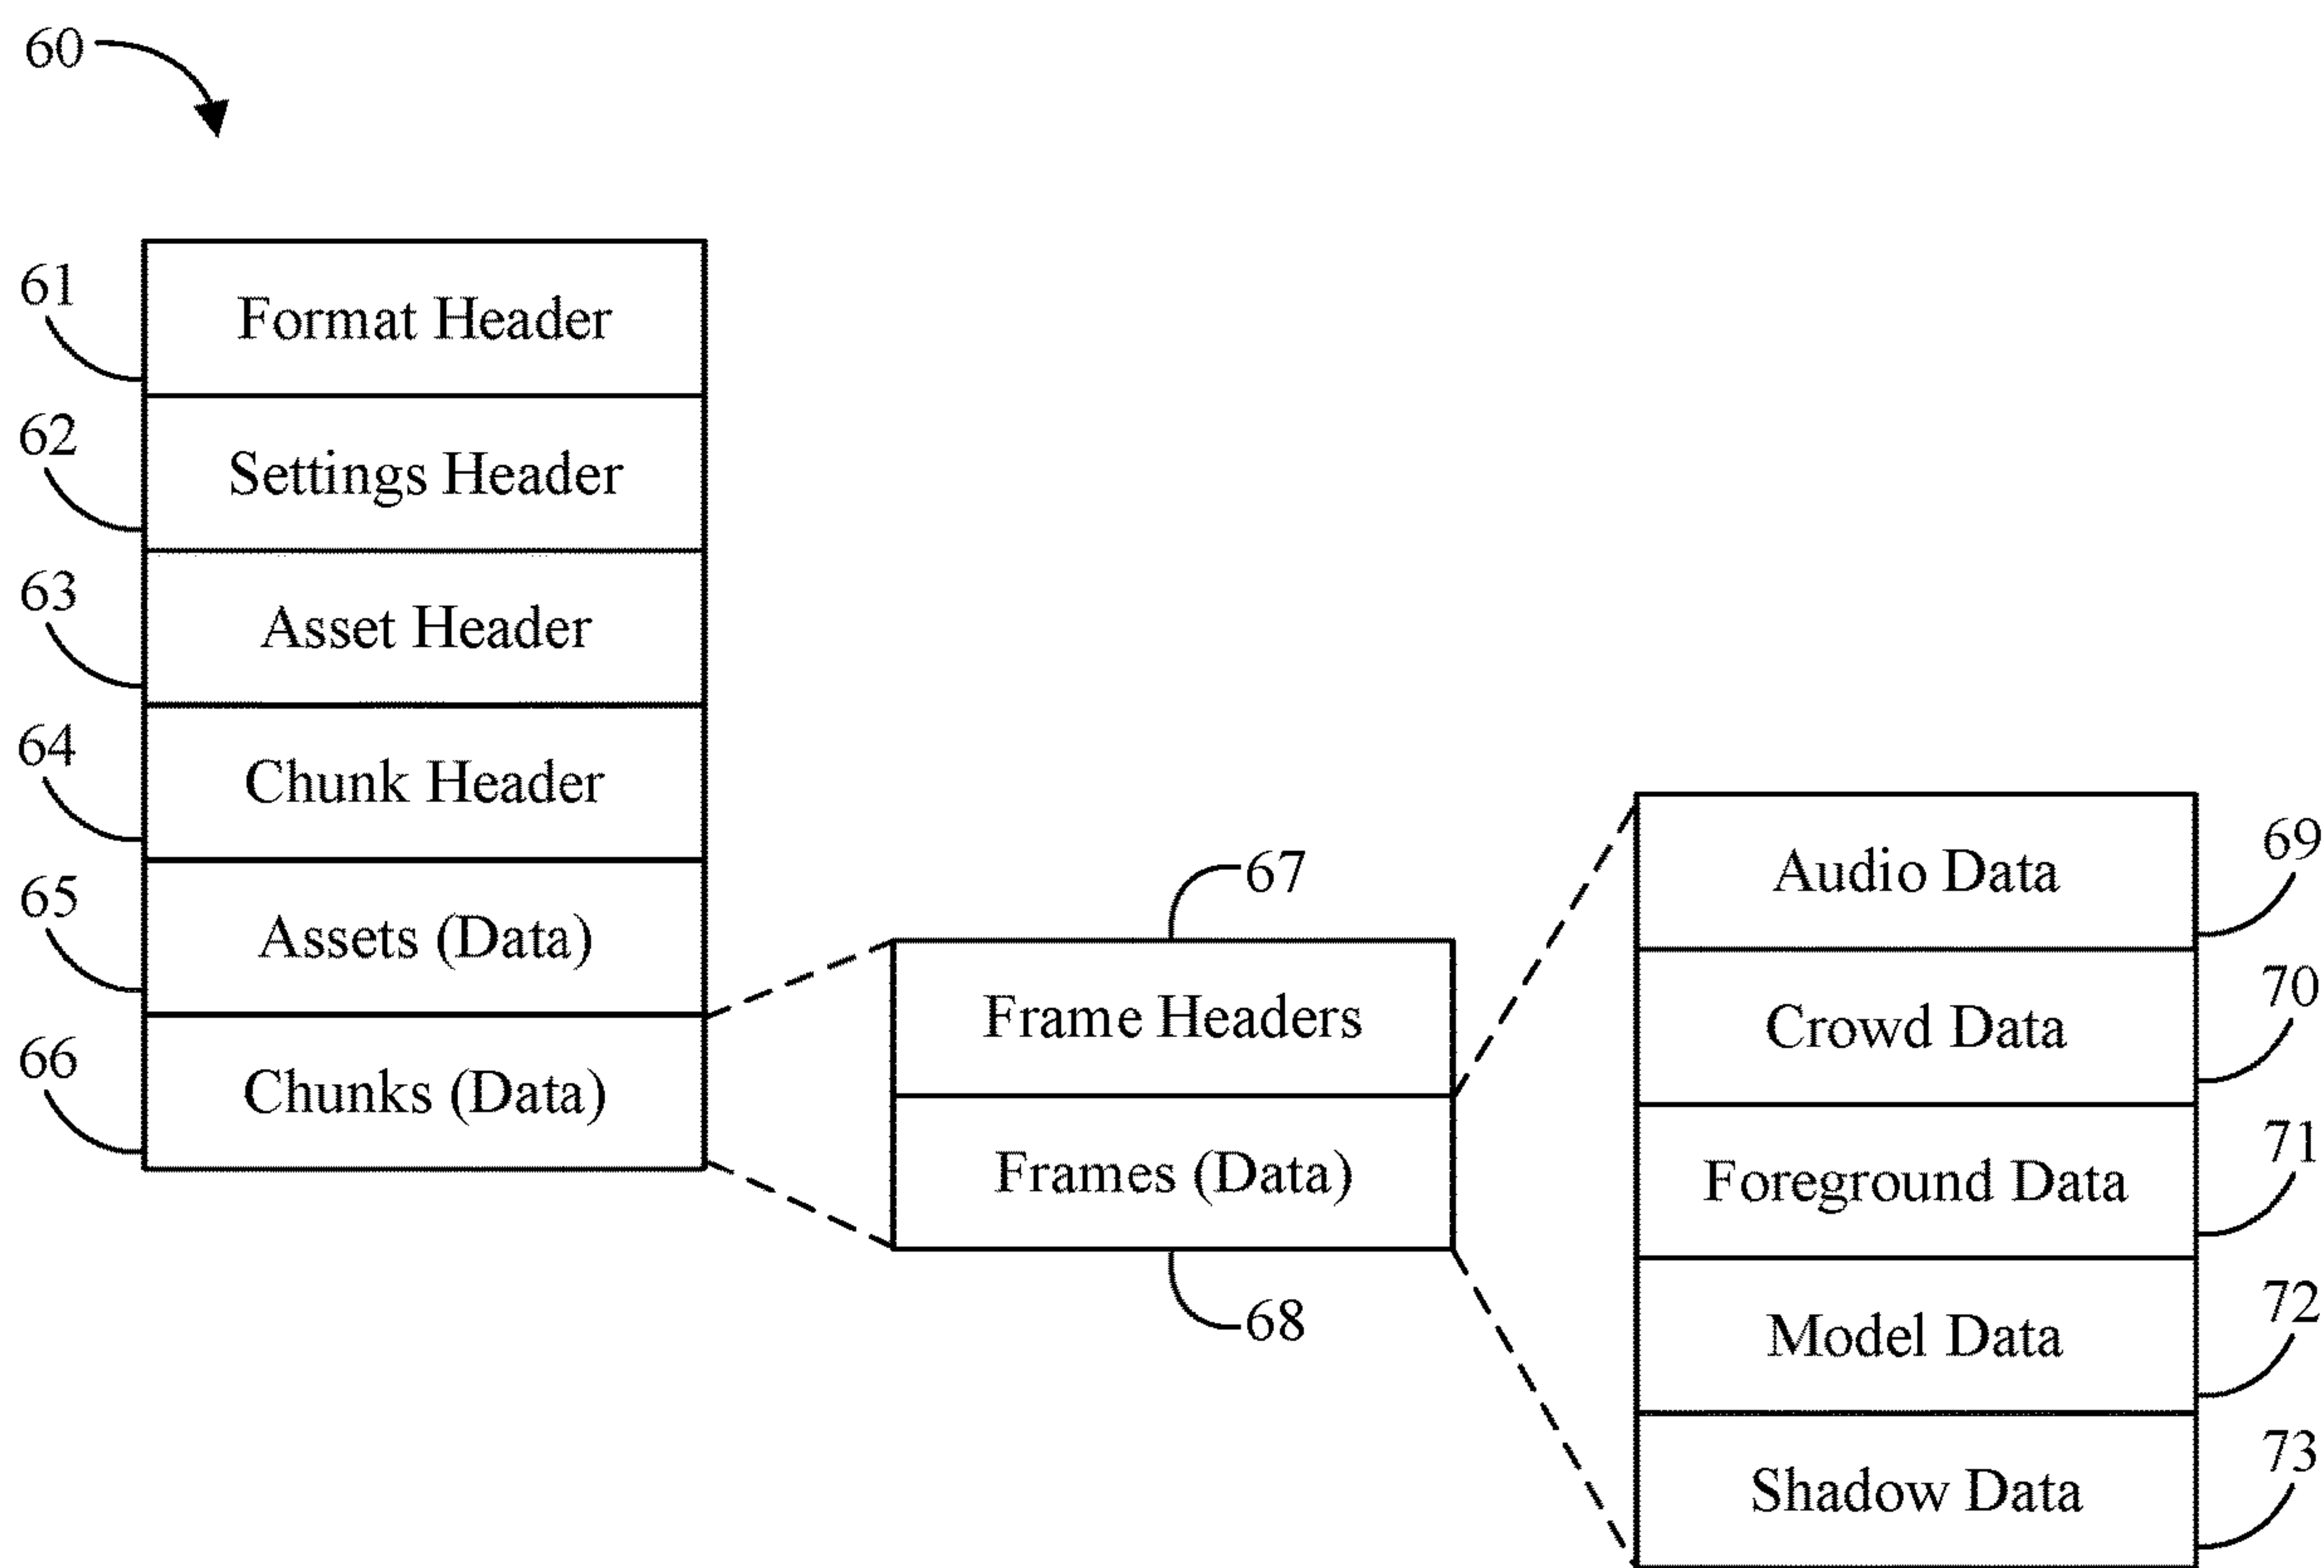 60
61
Format Header
62
Settings Header
63
Asset Header
64
Chunk Header
65
Assets (Data)
66
Chunks (Data)
67
Frame Headers
Frames (Data)
68
Audio Data
69
Crowd Data
70
Foreground Data
71
Model Data
72
Shadow Data
73